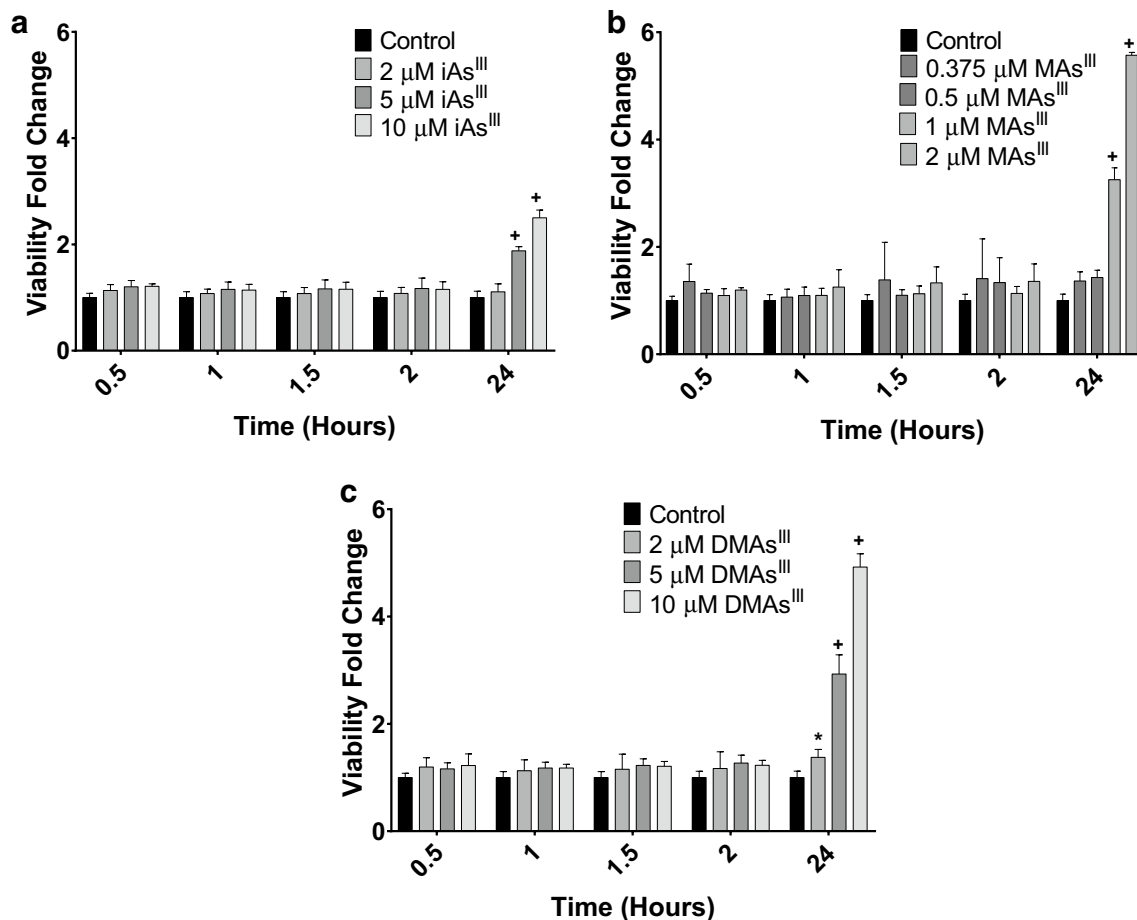 a
Viability Fold Change
6
4
2
0
Control
2 μM iAsIII
5 μM iAsIII
10 μM iAsIII
+
+
0.5
1
1.5
2
24
Time (Hours)
b
Viability Fold Change
6
4
2
0
Control
0.375 μM MAsIII
0.5 μM MAsIII
1 μM MAsIII
2 μM MAsIII
+
+
0.5
1
1.5
2
24
Time (Hours)
c
Viability Fold Change
6
4
2
0
Control
2 μM DMAsIII
5 μM DMAsIII
10 μM DMAsIII
*
+
+
0.5
1
1.5
2
24
Time (Hours)